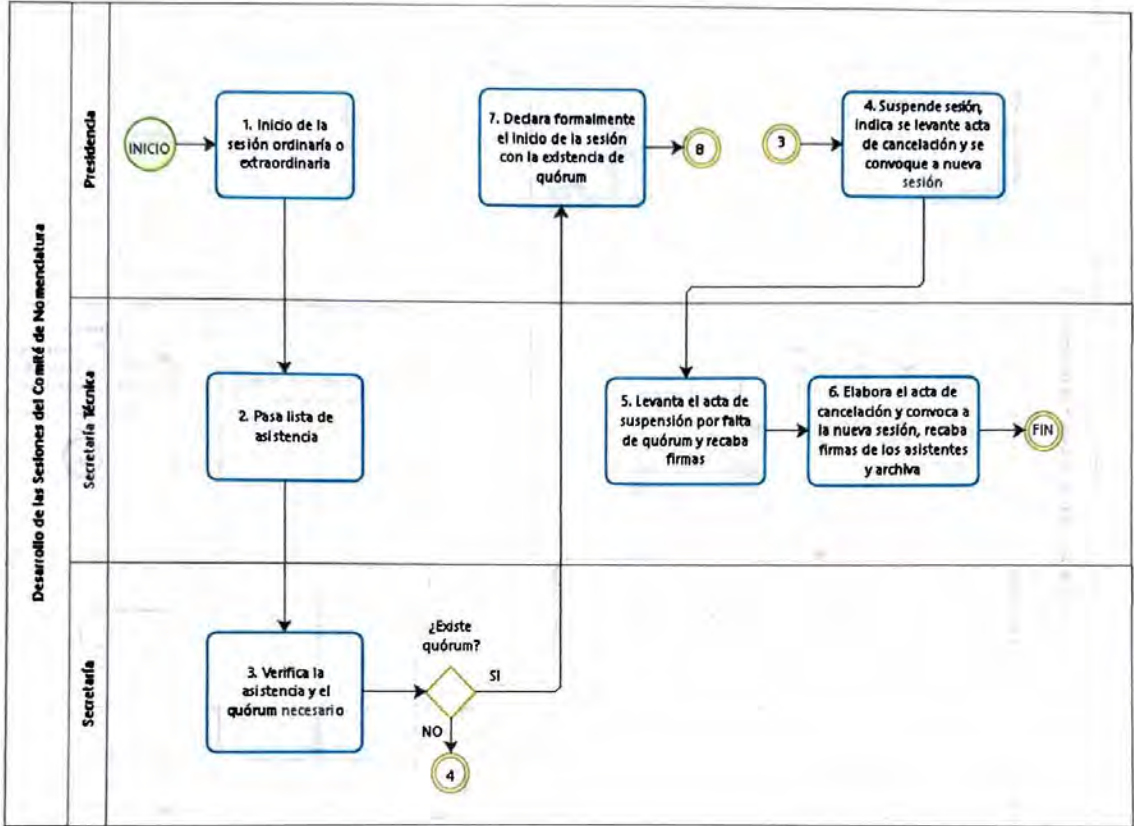 Desarrollo de las Sesiones del Comité de Nomenclatura
Presidencia
INICIO
1. Inicio de la
sesión ordinaria o
extraordinaria
7. Declara formalmente
el inicio de la sesión
con la existencia de
quórum
8
3
4. Suspende sesión,
indica se levante acta
de cancelación y se
convoque a nueva
sesión
Secretaría Técnica
2. Pasa lista de
asistencia
5. Levanta el acta de
suspensión por falta
de quórum y recaba
firmas
6. Elabora el acta de
cancelación y convoca a
la nueva sesión, recaba
firmas de los asistentes
y archiva
FIN
Secretaría
3. Verifica la
asistencia y el
quórum necesario
¿Existe
quórum?
SI
NO
4